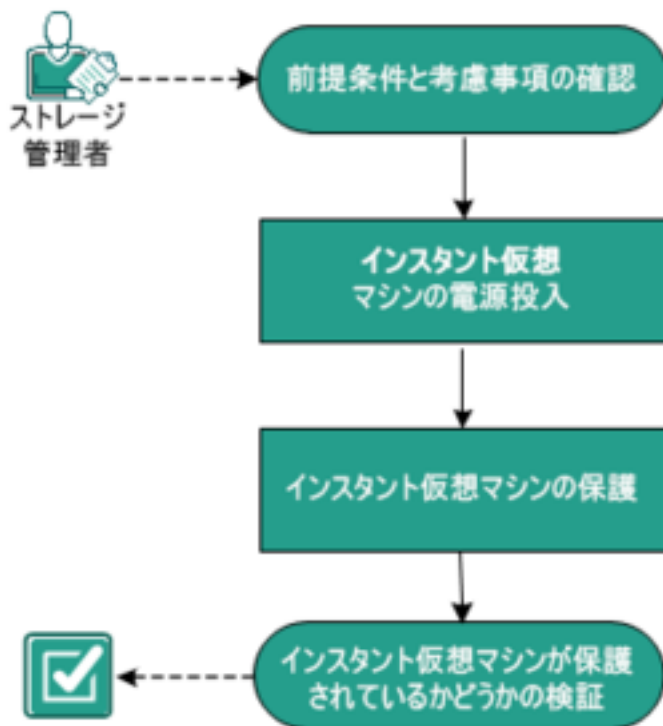 ストレージ
管理者
前提条件と考慮事項の確認
インスタント仮想
マシンの電源投入
インスタント仮想マシンの保護
インスタント仮想マシンが保護
されているかどうかの検証